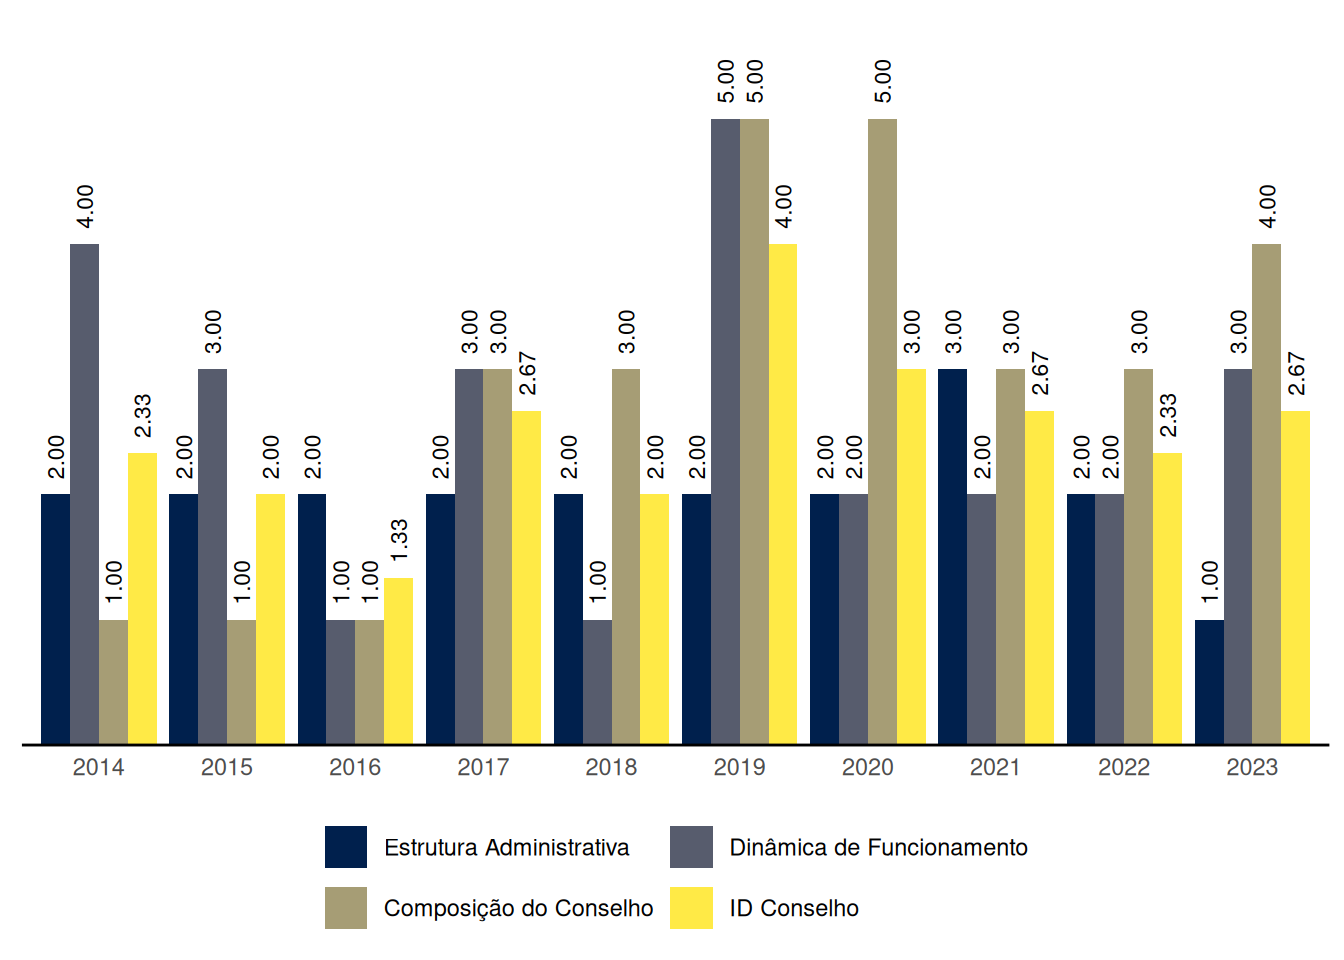 2.00 4.00 1.00 2.33 2.00 3.00 1.00 2.00 2.00 1.00 1.00 1.33 2.00 3.00 3.00 2.67 2.00 1.00 3.00 2.00 2.00 5.00 5.00 4.00 2.00 2.00 5.00 3.00 3.00 2.00 3.00 2.67 2.00 2.00 3.00 2.33 1.00 3.00 4.00 2.67
2014 2015 2016 2017 2018 2019 2020 2021 2022 2023
Estrutura Administrativa Dinâmica de Funcionamento
Composição do Conselho ID Conselho